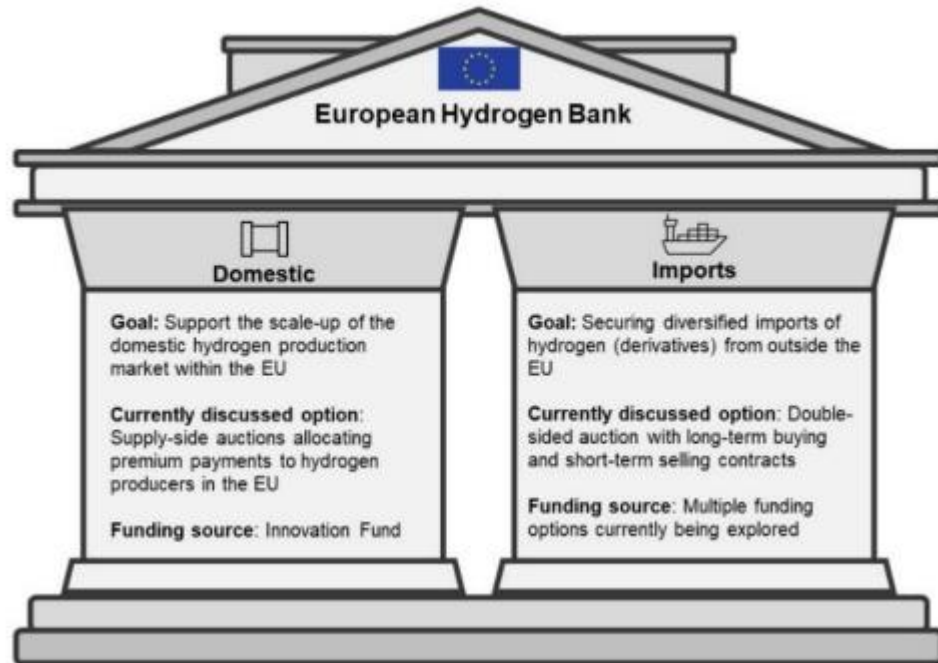 European Hydrogen Bank
Domestic
Goal: Support the scale-up of the
domestic hydrogen production
market within the EU
Currently discussed option:
Supply-side auctions allocating
premium payments to hydrogen
producers in the EU
Funding source: Innovation Fund
Imports
Goal: Securing diversified imports of
hydrogen (derivatives) from outside the
EU
Currently discussed option: Double-
sided auction with long-term buying
and short-term selling contracts
Funding source: Multiple funding
options currently being explored